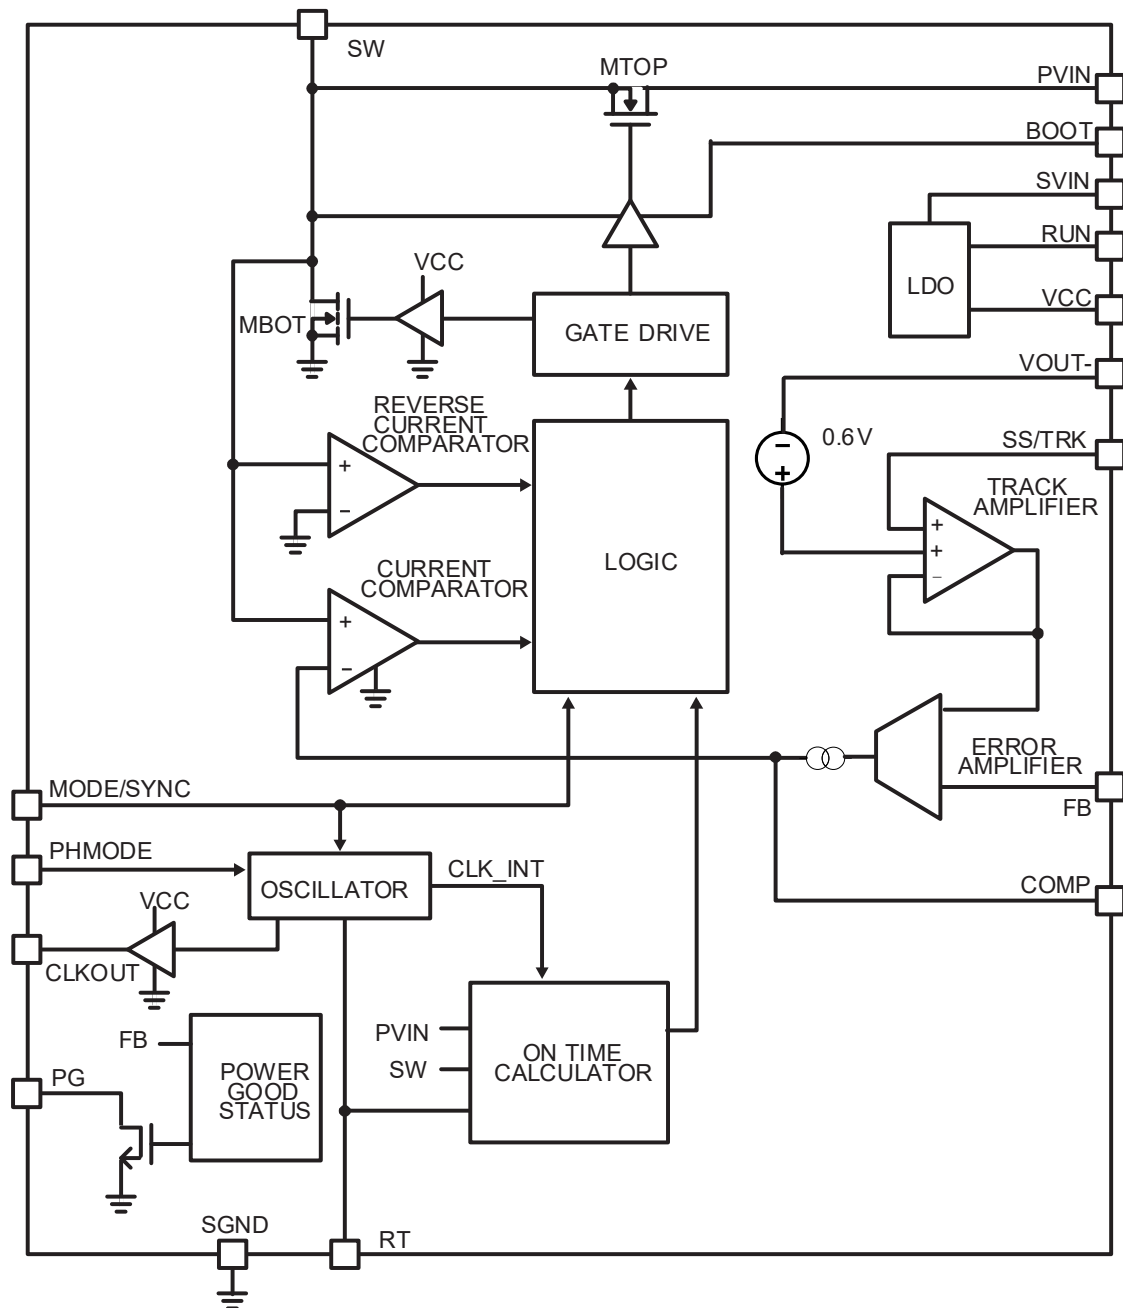 SW
MTOP
PVIN
BOOT
SVIN
RUN
LDO
VCC
VCC
MBOT
GATE DRIVE
VOUT-
REVERSE
CURRENT
COMPARATOR
0.6V
−
+
SS/TRK
TRACK
AMPLIFIER
+
+
−
+
−
LOGIC
CURRENT
COMPARATOR
+
−
ERROR
AMPLIFIER
FB
MODE/SYNC
PHMODE
OSCILLATOR
CLK_INT
COMP
VCC
CLKOUT
FB
POWER
GOOD
STATUS
PVIN
SW
ON TIME
CALCULATOR
PG
SGND
RT